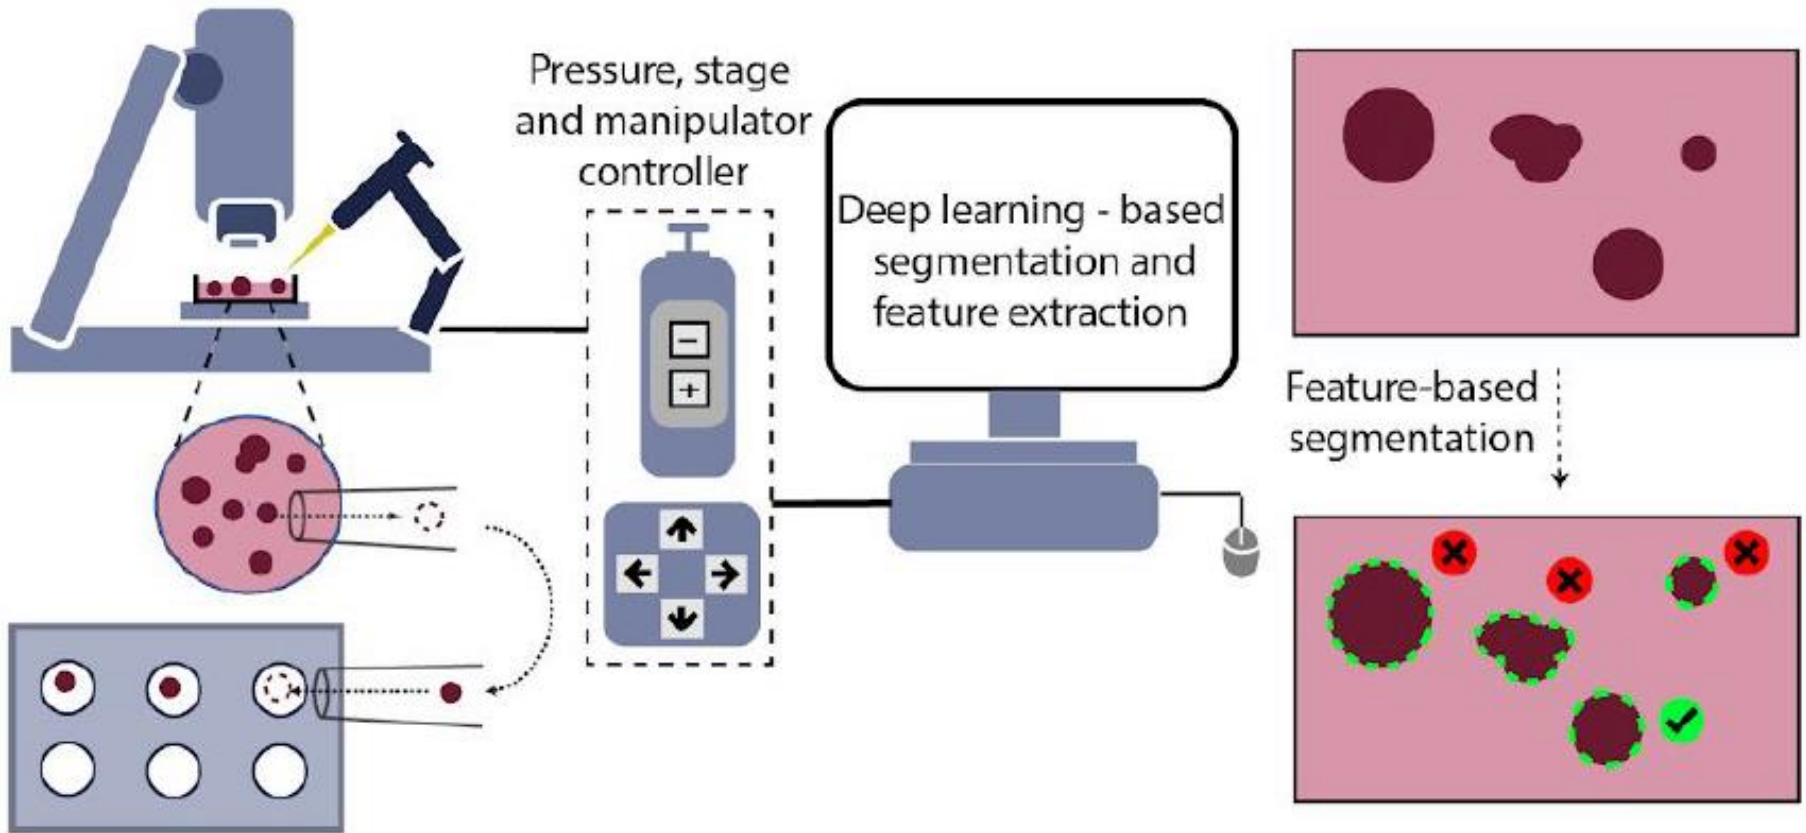 Pressure, stage
and manipulator
controller
Deep learning - based
segmentation and
feature extraction
Feature-based
segmentation